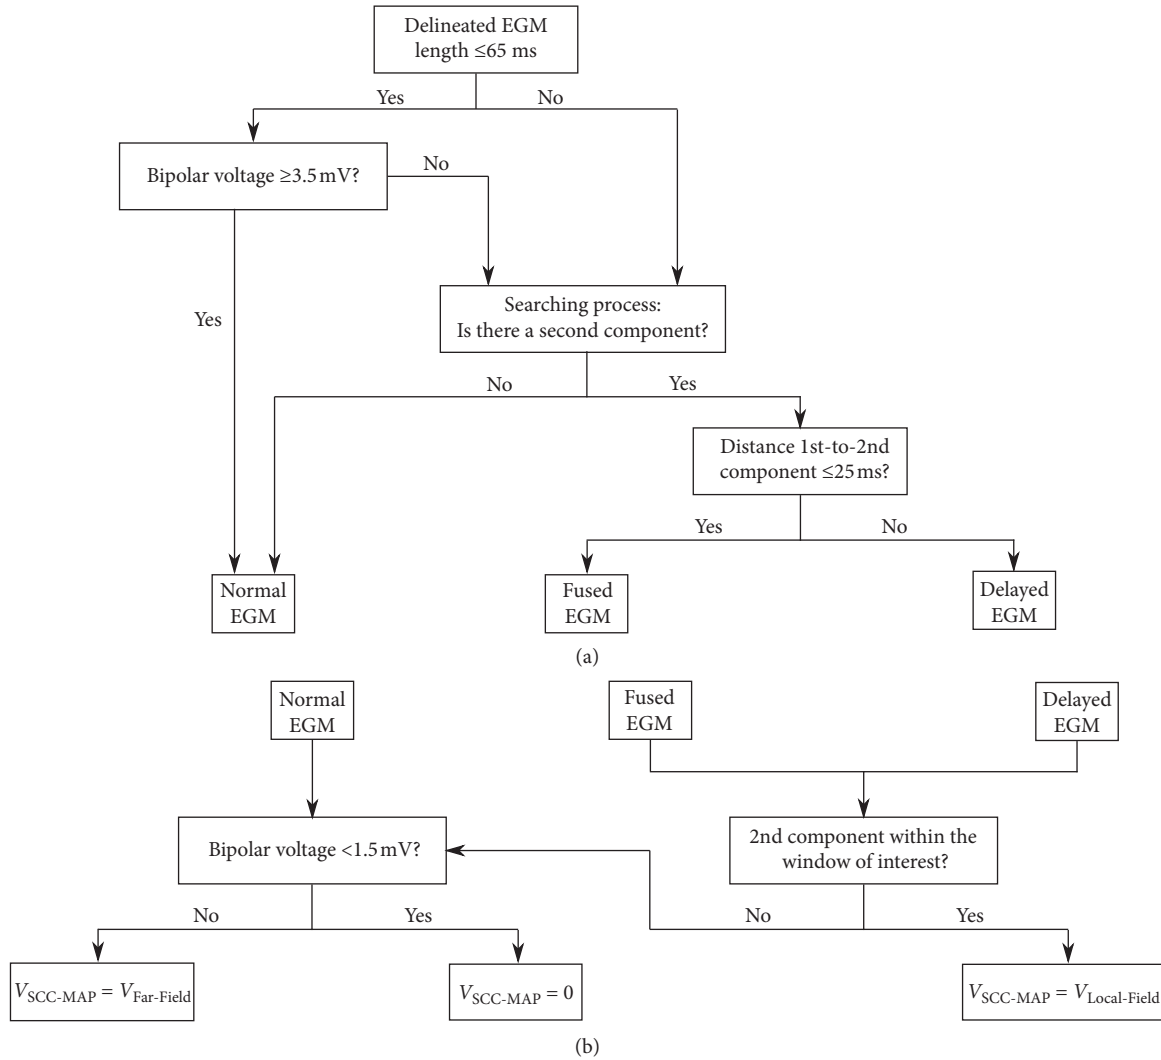 Delineated EGM
length ≤65 ms
Yes
No
Bipolar voltage ≥3.5 mV?
No
Yes
Searching process:
Is there a second component?
No
Yes
Distance 1st-to-2nd
component ≤25 ms?
Yes
No
Normal
EGM
Fused
EGM
Delayed
EGM
(a)
Normal
EGM
Fused
EGM
Delayed
EGM
Bipolar voltage <1.5 mV?
2nd component within the
window of interest?
No
Yes
No
Yes
V_SCC-MAP = V_Far-Field
V_SCC-MAP = 0
V_SCC-MAP = V_Local-Field
(b)